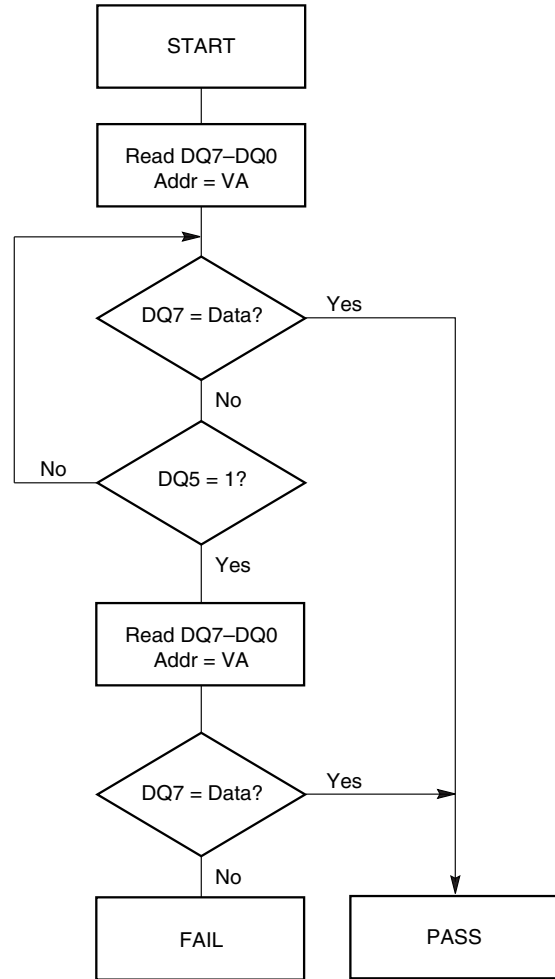 START
Read DQ7–DQ0
Addr = VA
DQ7 = Data?
Yes
No
No
DQ5 = 1?
Yes
Read DQ7–DQ0
Addr = VA
DQ7 = Data?
Yes
No
FAIL
PASS